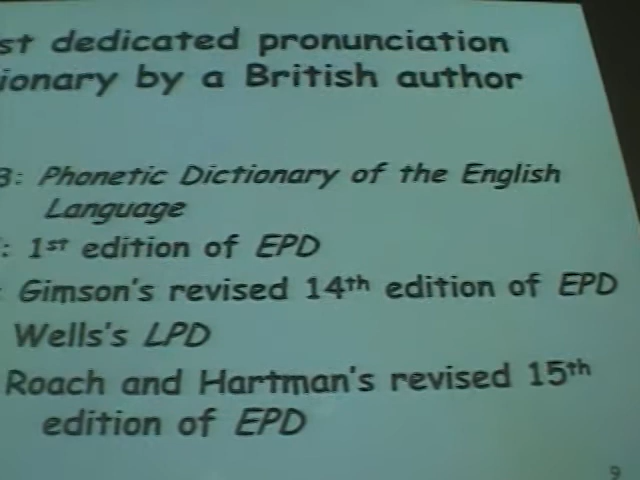 st dedicated pronunciation
ionary by a British author
3: Phonetic Dictionary of the English
Language
: 1st edition of EPD
: Gimson's revised 14th edition of EPD
Wells's LPD
Roach and Hartman's revised 15th
edition of EPD
9